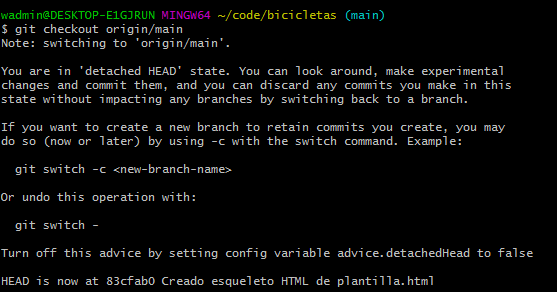 wadmin@DESKTOP-E1GJRUN MINGW64 ~/code/bicicletas (main)
$ git checkout origin/main
Note: switching to 'origin/main'.

You are in 'detached HEAD' state. You can look around, make experimental
changes and commit them, and you can discard any commits you make in this
state without impacting any branches by switching back to a branch.

If you want to create a new branch to retain commits you create, you may
do so (now or later) by using -c with the switch command. Example:

  git switch -c <new-branch-name>

Or undo this operation with:

  git switch -

Turn off this advice by setting config variable advice.detachedHead to false

HEAD is now at 83cfab0 Creado esqueleto HTML de plantilla.html